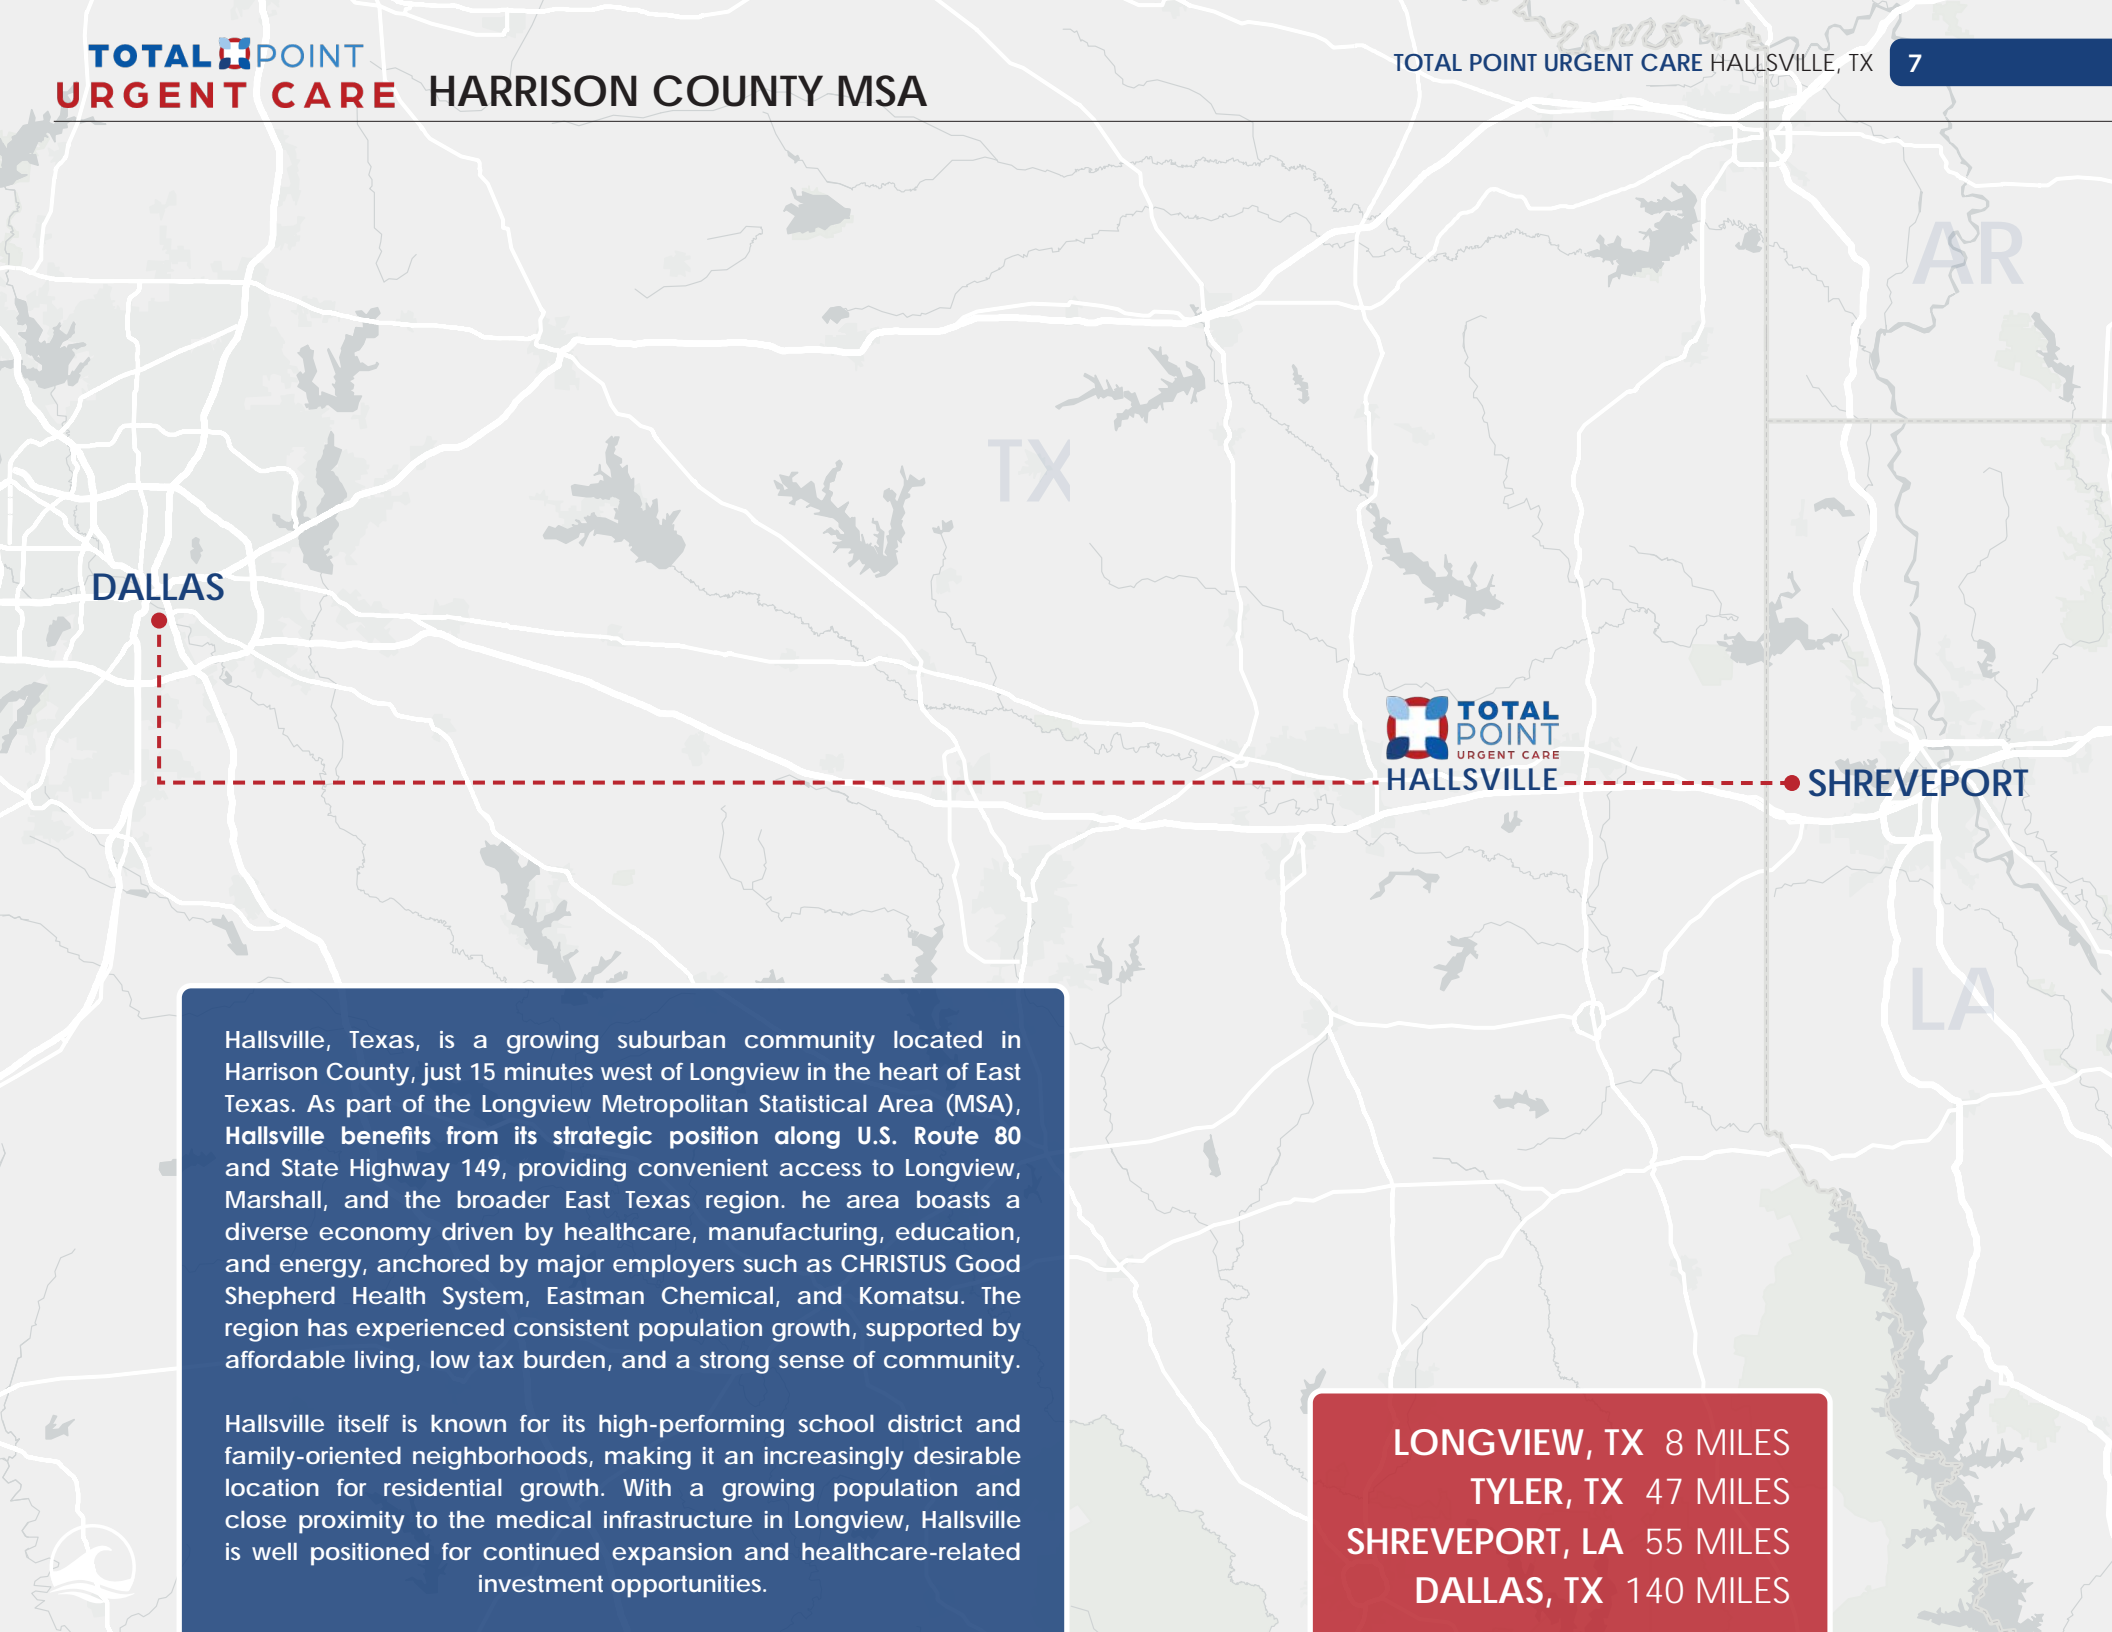 TOTAL POINT
URGENT CARE
HARRISON COUNTY MSA
TOTAL POINT URGENT CARE HALLSVILLE, TX
7
AR
TX
DALLAS
TOTAL
POINT
URGENT CARE
HALLSVILLE
SHREVEPORT
LA
Hallsville, Texas, is a growing suburban community located in
Harrison County, just 15 minutes west of Longview in the heart of East
Texas. As part of the Longview Metropolitan Statistical Area (MSA),
Hallsville benefits from its strategic position along U.S. Route 80
and State Highway 149, providing convenient access to Longview,
Marshall, and the broader East Texas region. he area boasts a
diverse economy driven by healthcare, manufacturing, education,
and energy, anchored by major employers such as CHRISTUS Good
Shepherd Health System, Eastman Chemical, and Komatsu. The
region has experienced consistent population growth, supported by
affordable living, low tax burden, and a strong sense of community.
Hallsville itself is known for its high-performing school district and
family-oriented neighborhoods, making it an increasingly desirable
location for residential growth. With a growing population and
close proximity to the medical infrastructure in Longview, Hallsville
is well positioned for continued expansion and healthcare-related
investment opportunities.
LONGVIEW, TX 8 MILES
TYLER, TX 47 MILES
SHREVEPORT, LA 55 MILES
DALLAS, TX 140 MILES